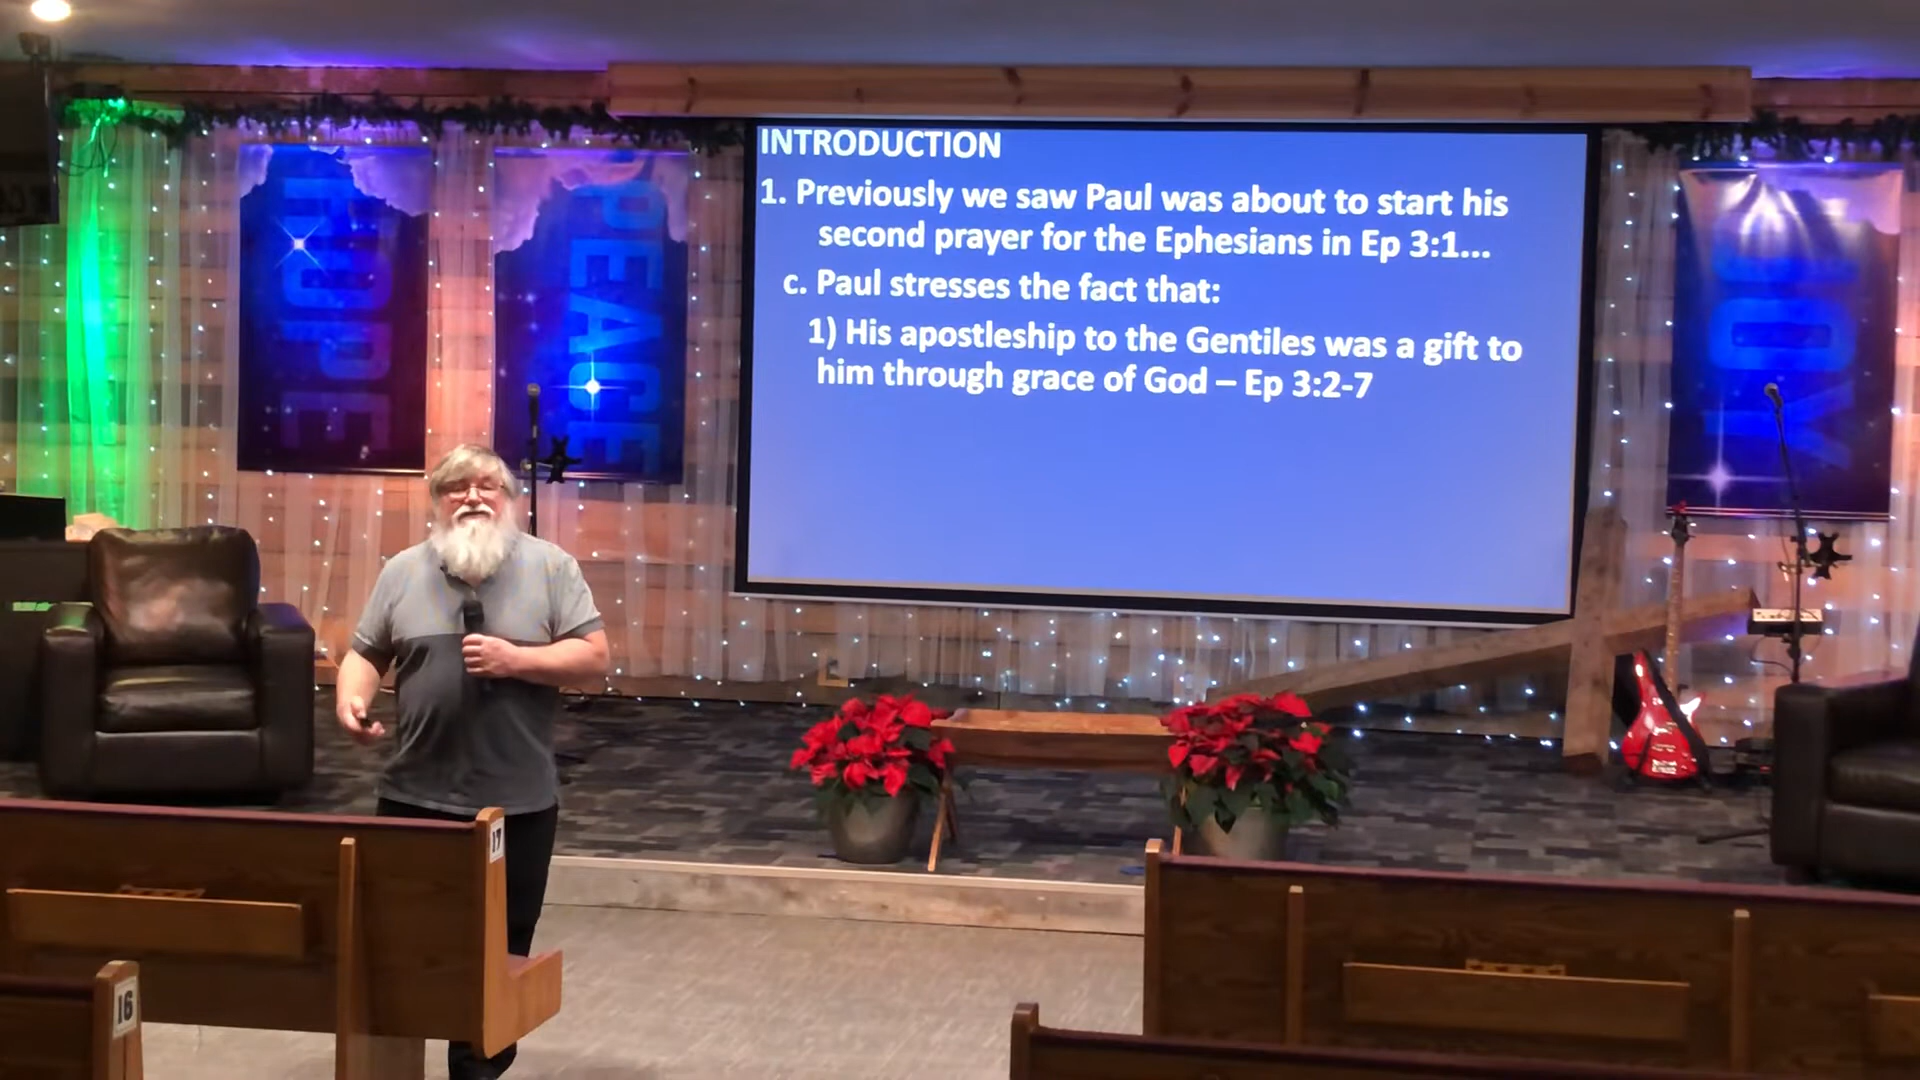 HOPE
PEACE
INTRODUCTION
1. Previously we saw Paul was about to start his
second prayer for the Ephesians in Ep 3:1...
c. Paul stresses the fact that:
1) His apostleship to the Gentiles was a gift to
him through grace of God – Ep 3:2-7
JOY
17
16